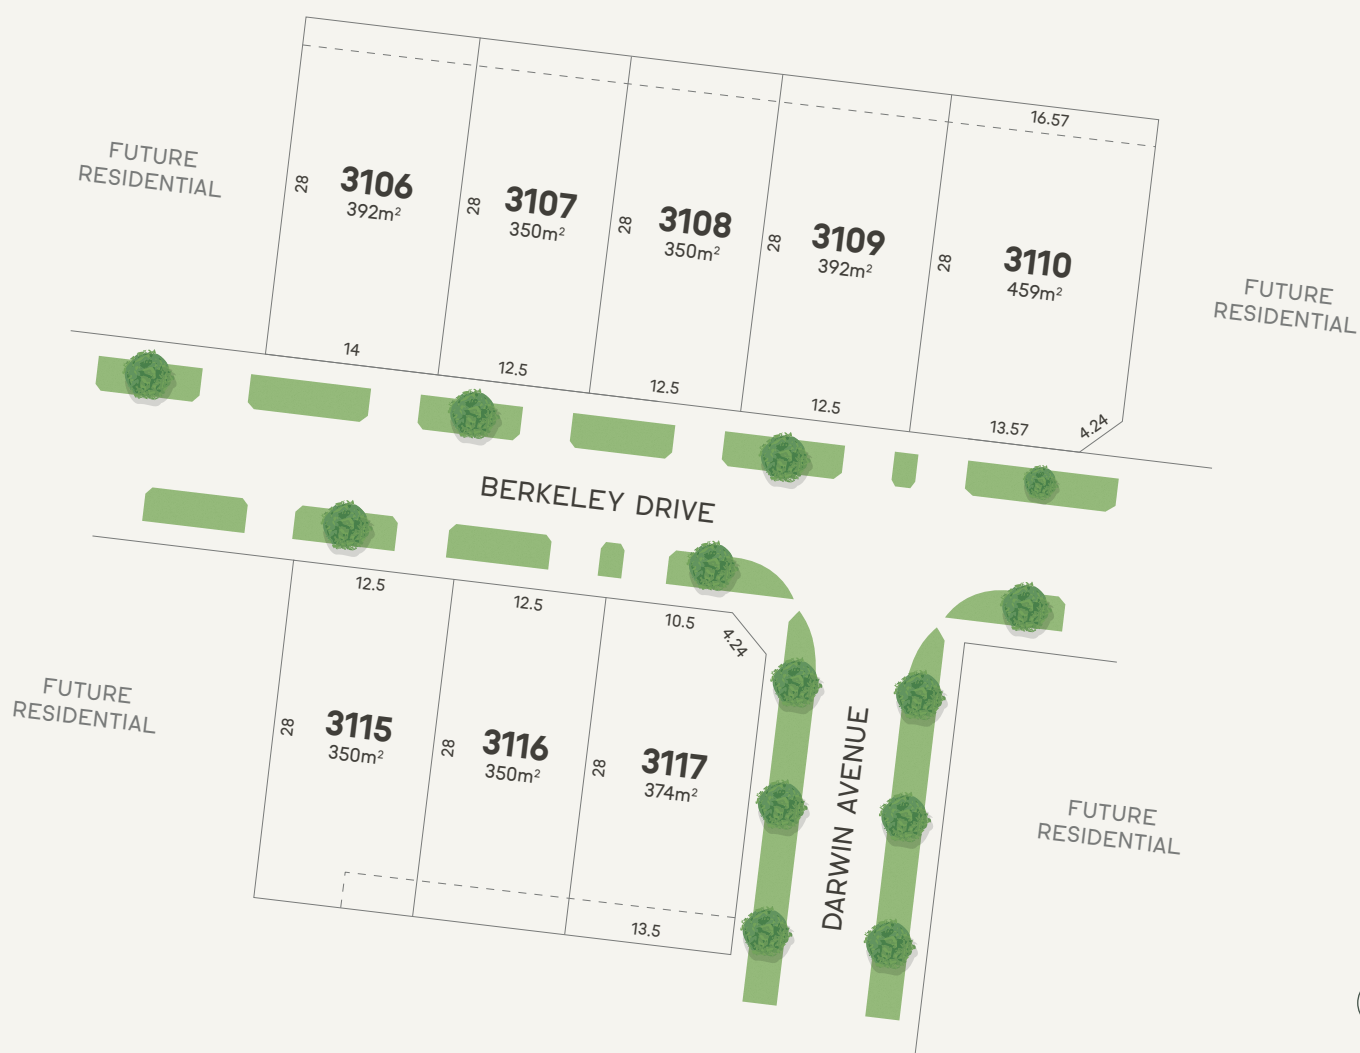 16.57
FUTURE
RESIDENTIAL
28
3106
392m²
28
3107
350m²
28
3108
350m²
28
3109
392m²
28
3110
459m²
FUTURE
RESIDENTIAL
14
12.5
12.5
12.5
13.57
4.24
BERKELEY DRIVE
12.5
12.5
10.5
4.24
FUTURE
RESIDENTIAL
28
3115
350m²
28
3116
350m²
28
3117
374m²
DARWIN AVENUE
FUTURE
RESIDENTIAL
13.5